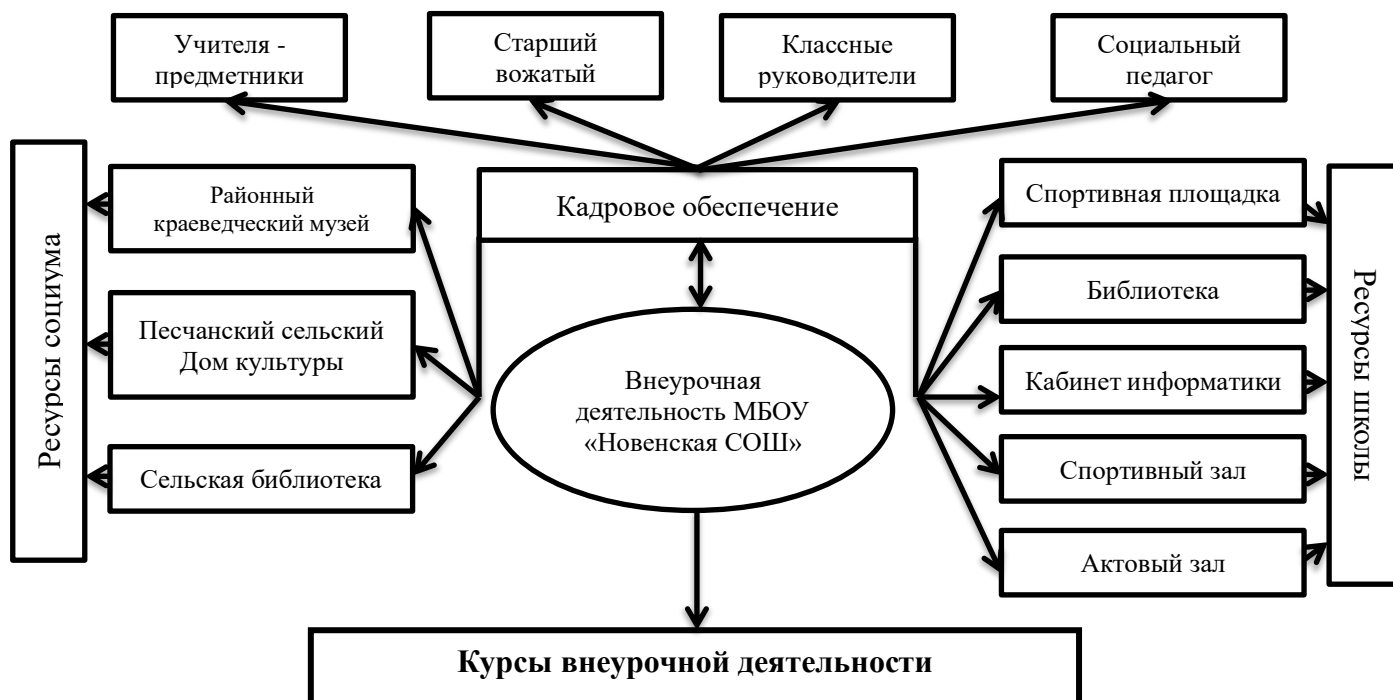 Учителя -
предметники
Старший
вожатый
Классные
руководители
Социальный
педагог
Ресурсы социума
Районный
краеведческий музей
Песчанский сельский
Дом культуры
Сельская библиотека
Кадровое обеспечение
Внеурочная
деятельность МБОУ
«Новенская СОШ»
Спортивная площадка
Библиотека
Кабинет информатики
Спортивный зал
Актовый зал
Ресурсы школы
Курсы внеурочной деятельности